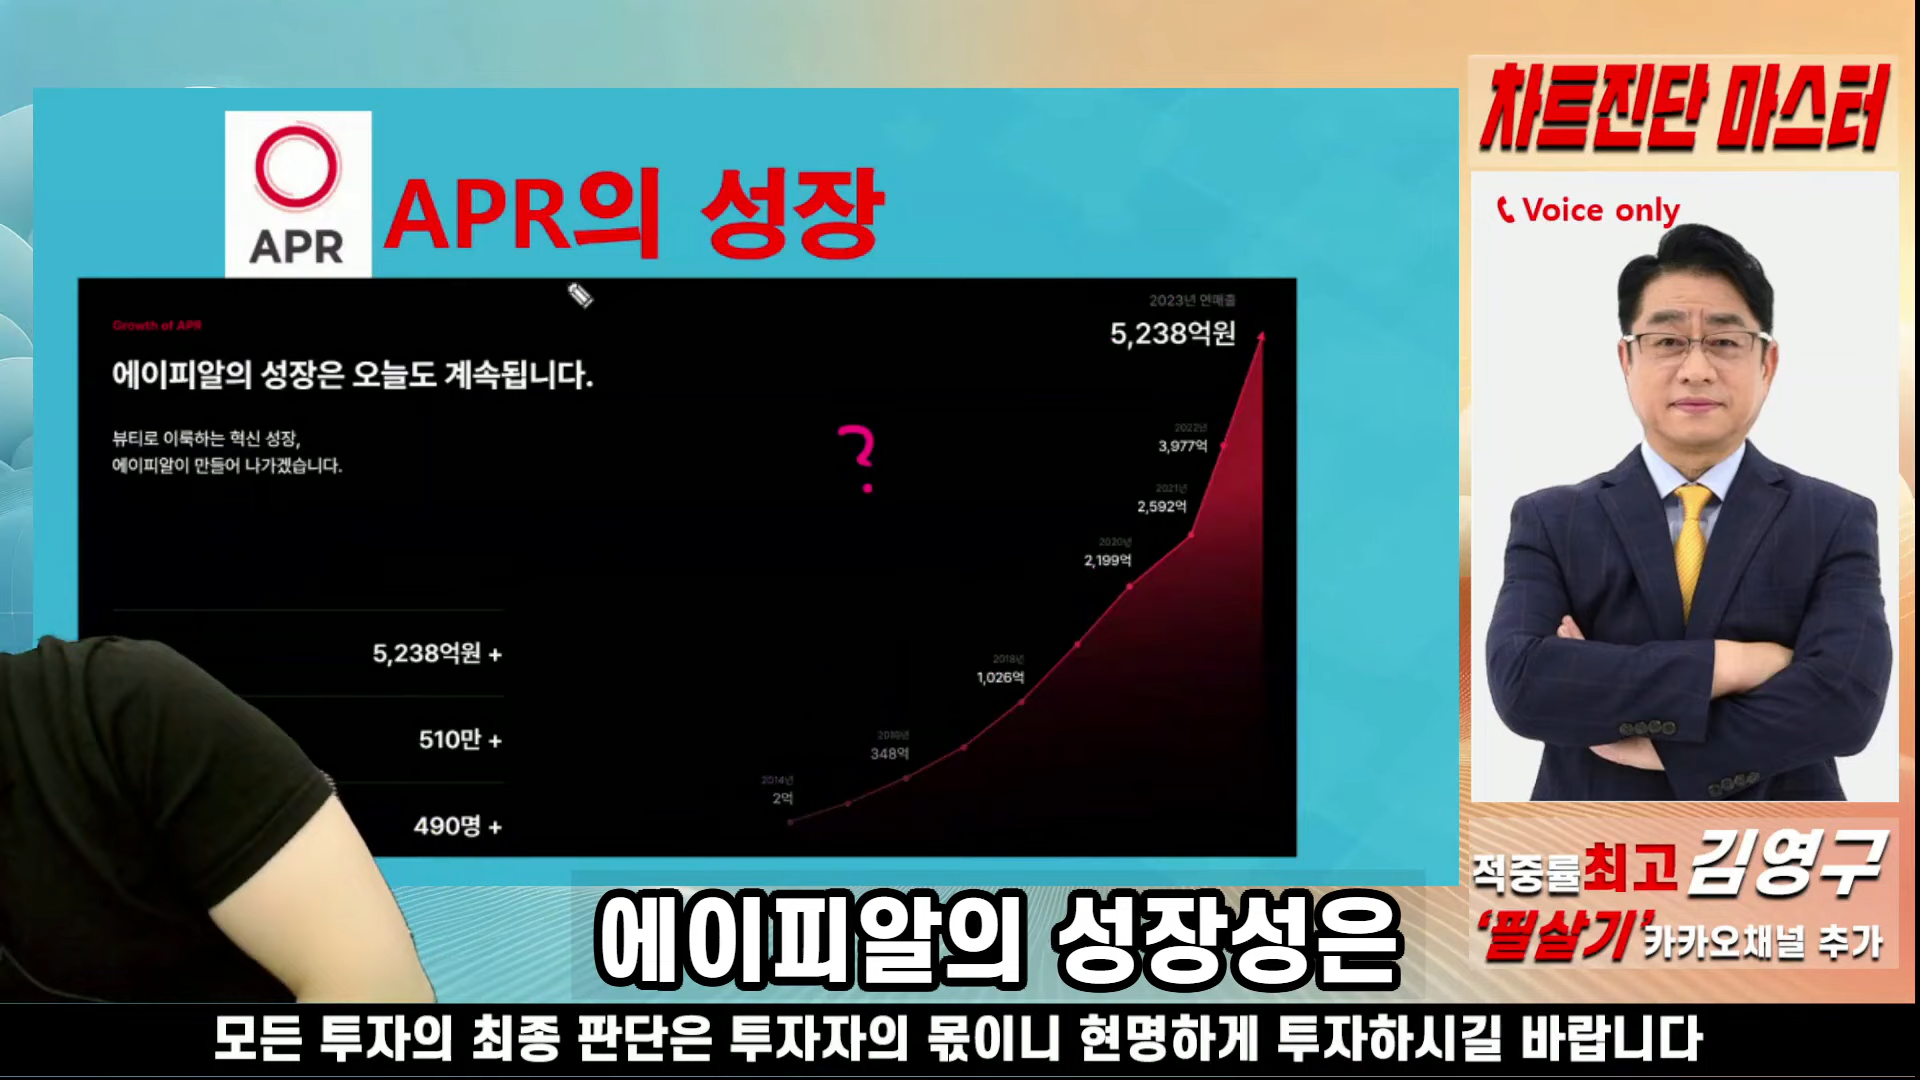 차트진단 마스터
Voice only
APR
APR의 성장
Growth of APR
에이피알의 성장은 오늘도 계속됩니다.
뷰티로 이룩하는 혁신 성장,
에이피알이 만들어 나가겠습니다.
?
2023년 연매출
5,238억원
2022년
3,977억
2021년
2,592억
2020년
2,199억
2018년
1,026억
2016년
348억
2014년
2억
5,238억원 +
510만 +
490명 +
적중률최고 김영구
'필살기'카카오채널 추가
에이피알의 성장성은
모든 투자의 최종 판단은 투자자의 몫이니 현명하게 투자하시길 바랍니다